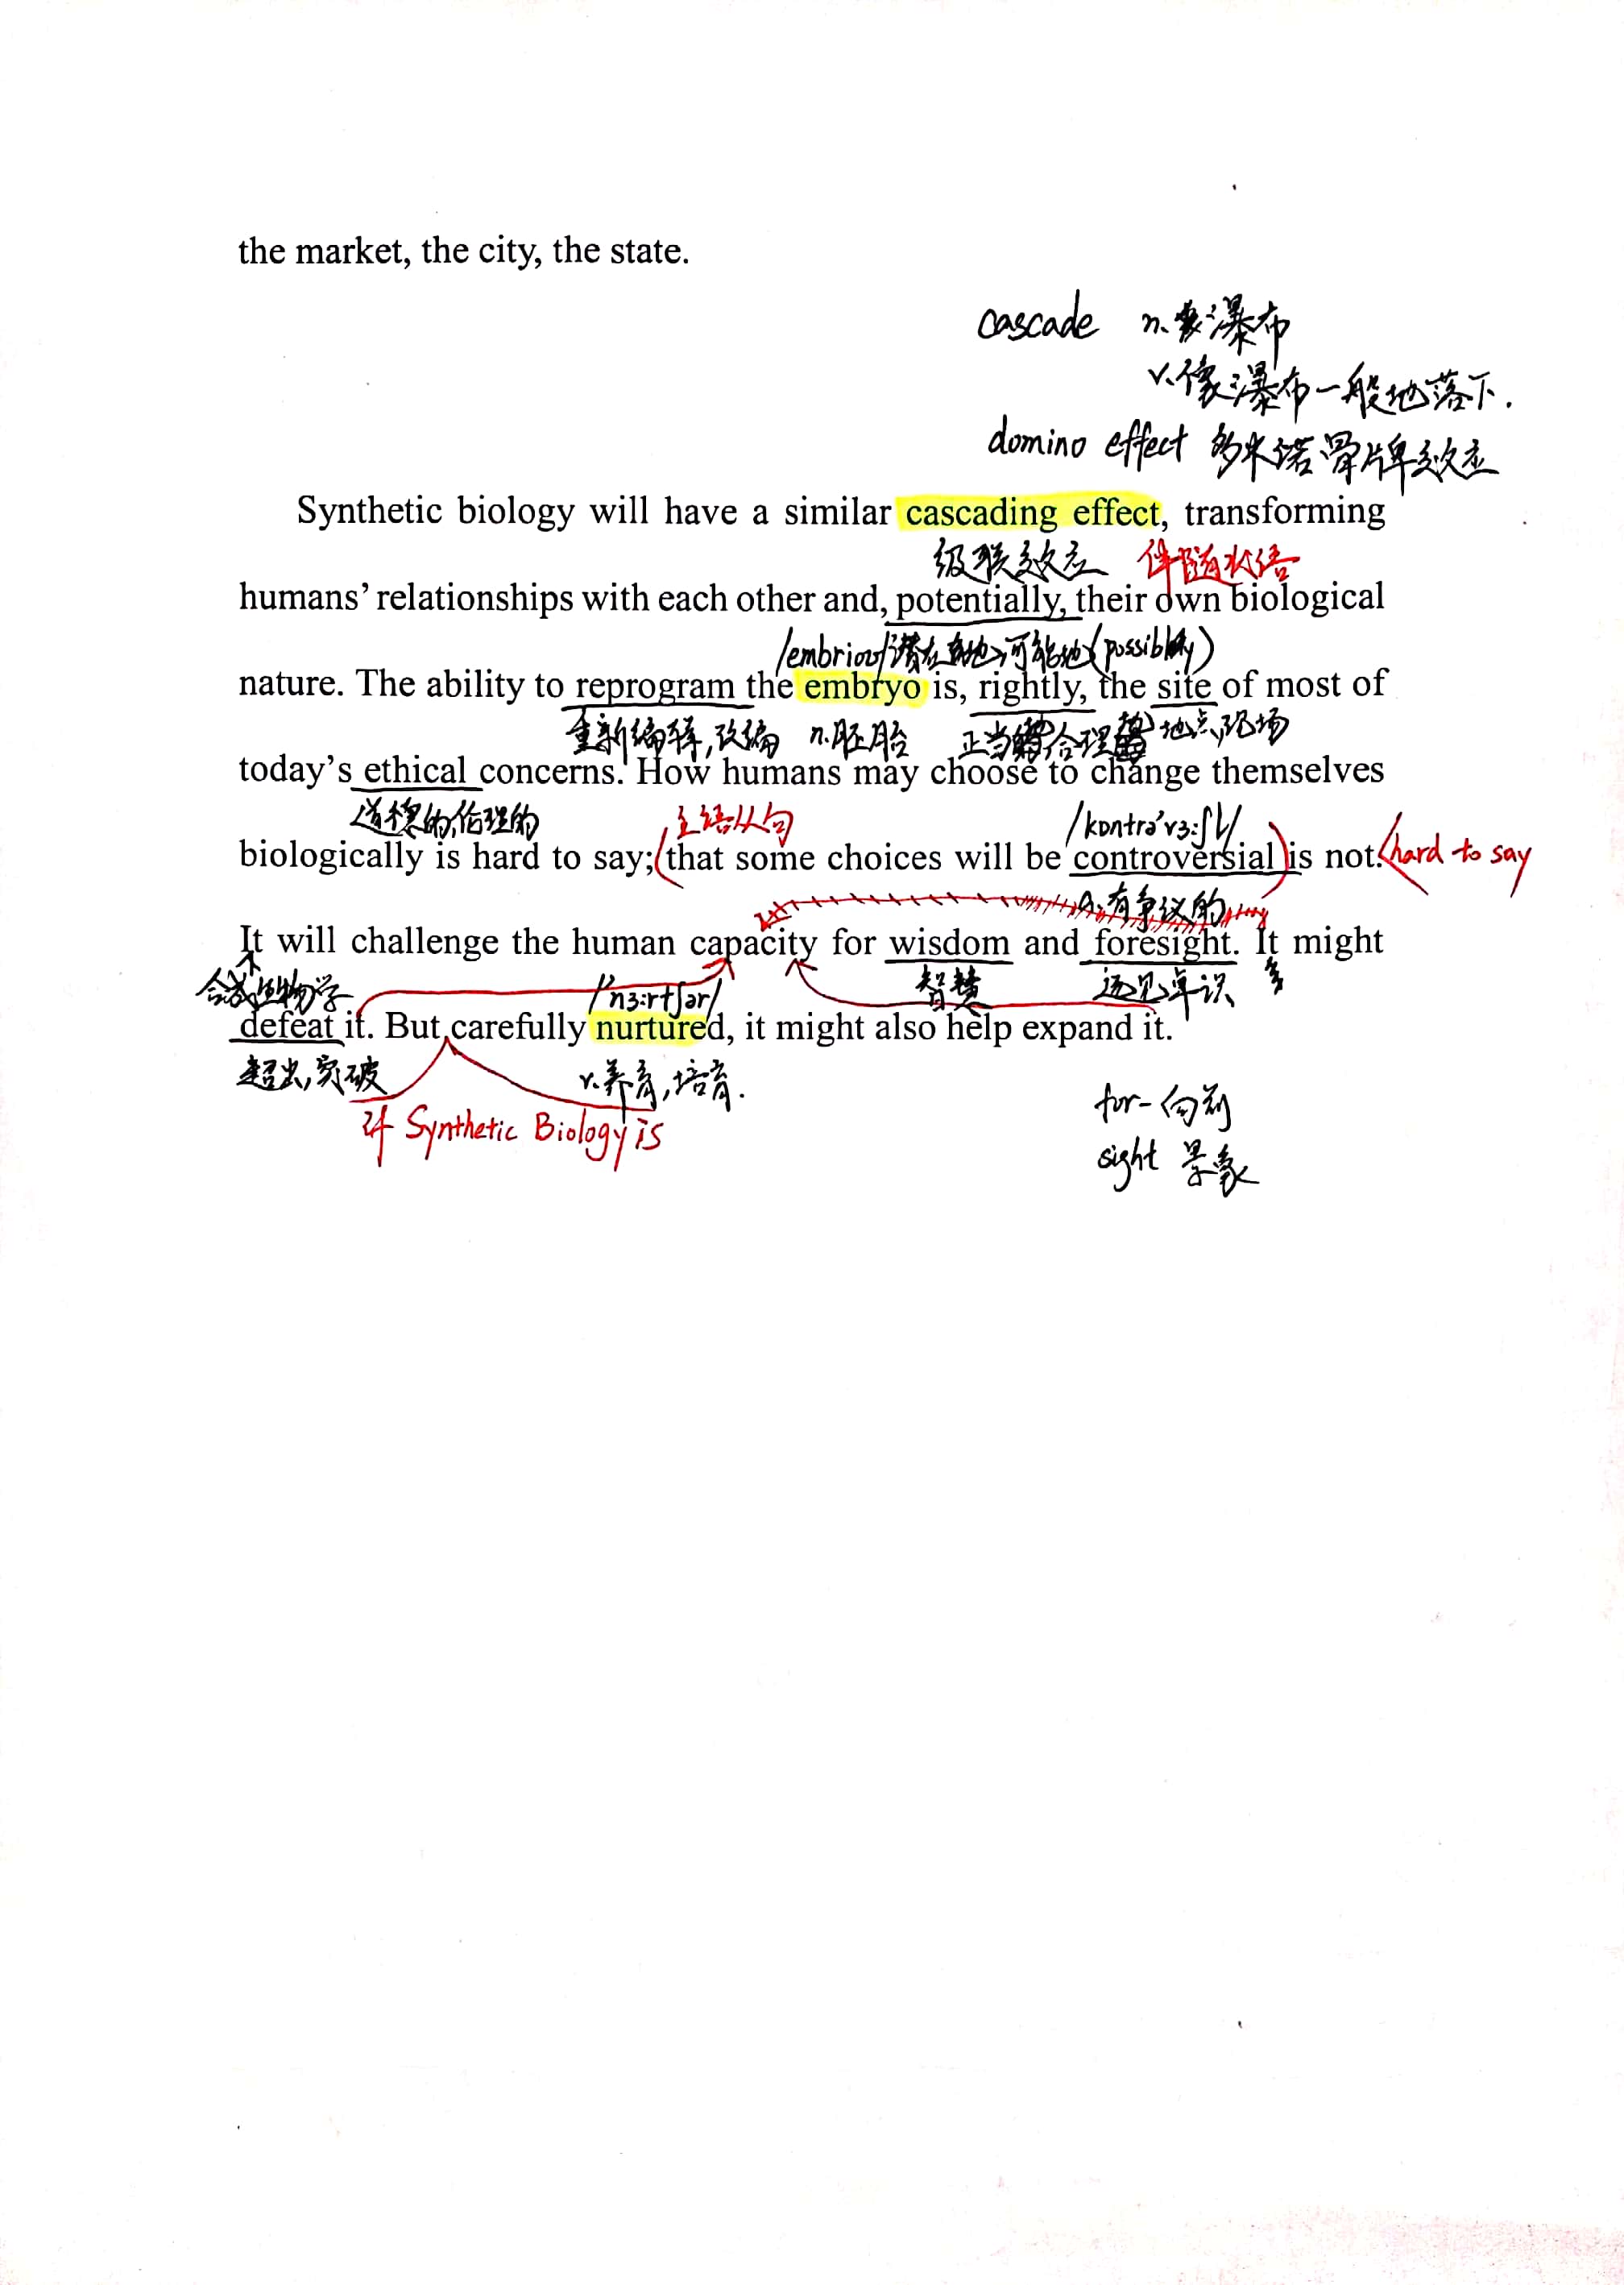 the market, the city, the state.
cascade n. 瀑布
v. 像瀑布一般地落下.
domino effect 多米诺骨牌效应
Synthetic biology will have a similar cascading effect, transforming
级联效应 伴随状语
humans’ relationships with each other and, potentially, their own biological
/embriou/ 潜在地, 可能地 (possibly)
nature. The ability to reprogram the embryo is, rightly, the site of most of
重新编译, 改编 n. 胚胎 正当地 合理地 地点, 现场
today’s ethical concerns. How humans may choose to change themselves
道德的, 伦理的 主语从句 /kɒntrə'vɜ:ʃl/
biologically is hard to say; (that some choices will be controversial) is not. <hard to say
a. 有争议的
It will challenge the human capacity for wisdom and foresight. It might
合成生物学 /'nɜ:rtʃər/ 智慧 远见卓识
defeat it. But carefully nurtured, it might also help expand it.
超出, 突破 v. 养育, 培育.
if Synthetic Biology is
for- 向前
sight 景象